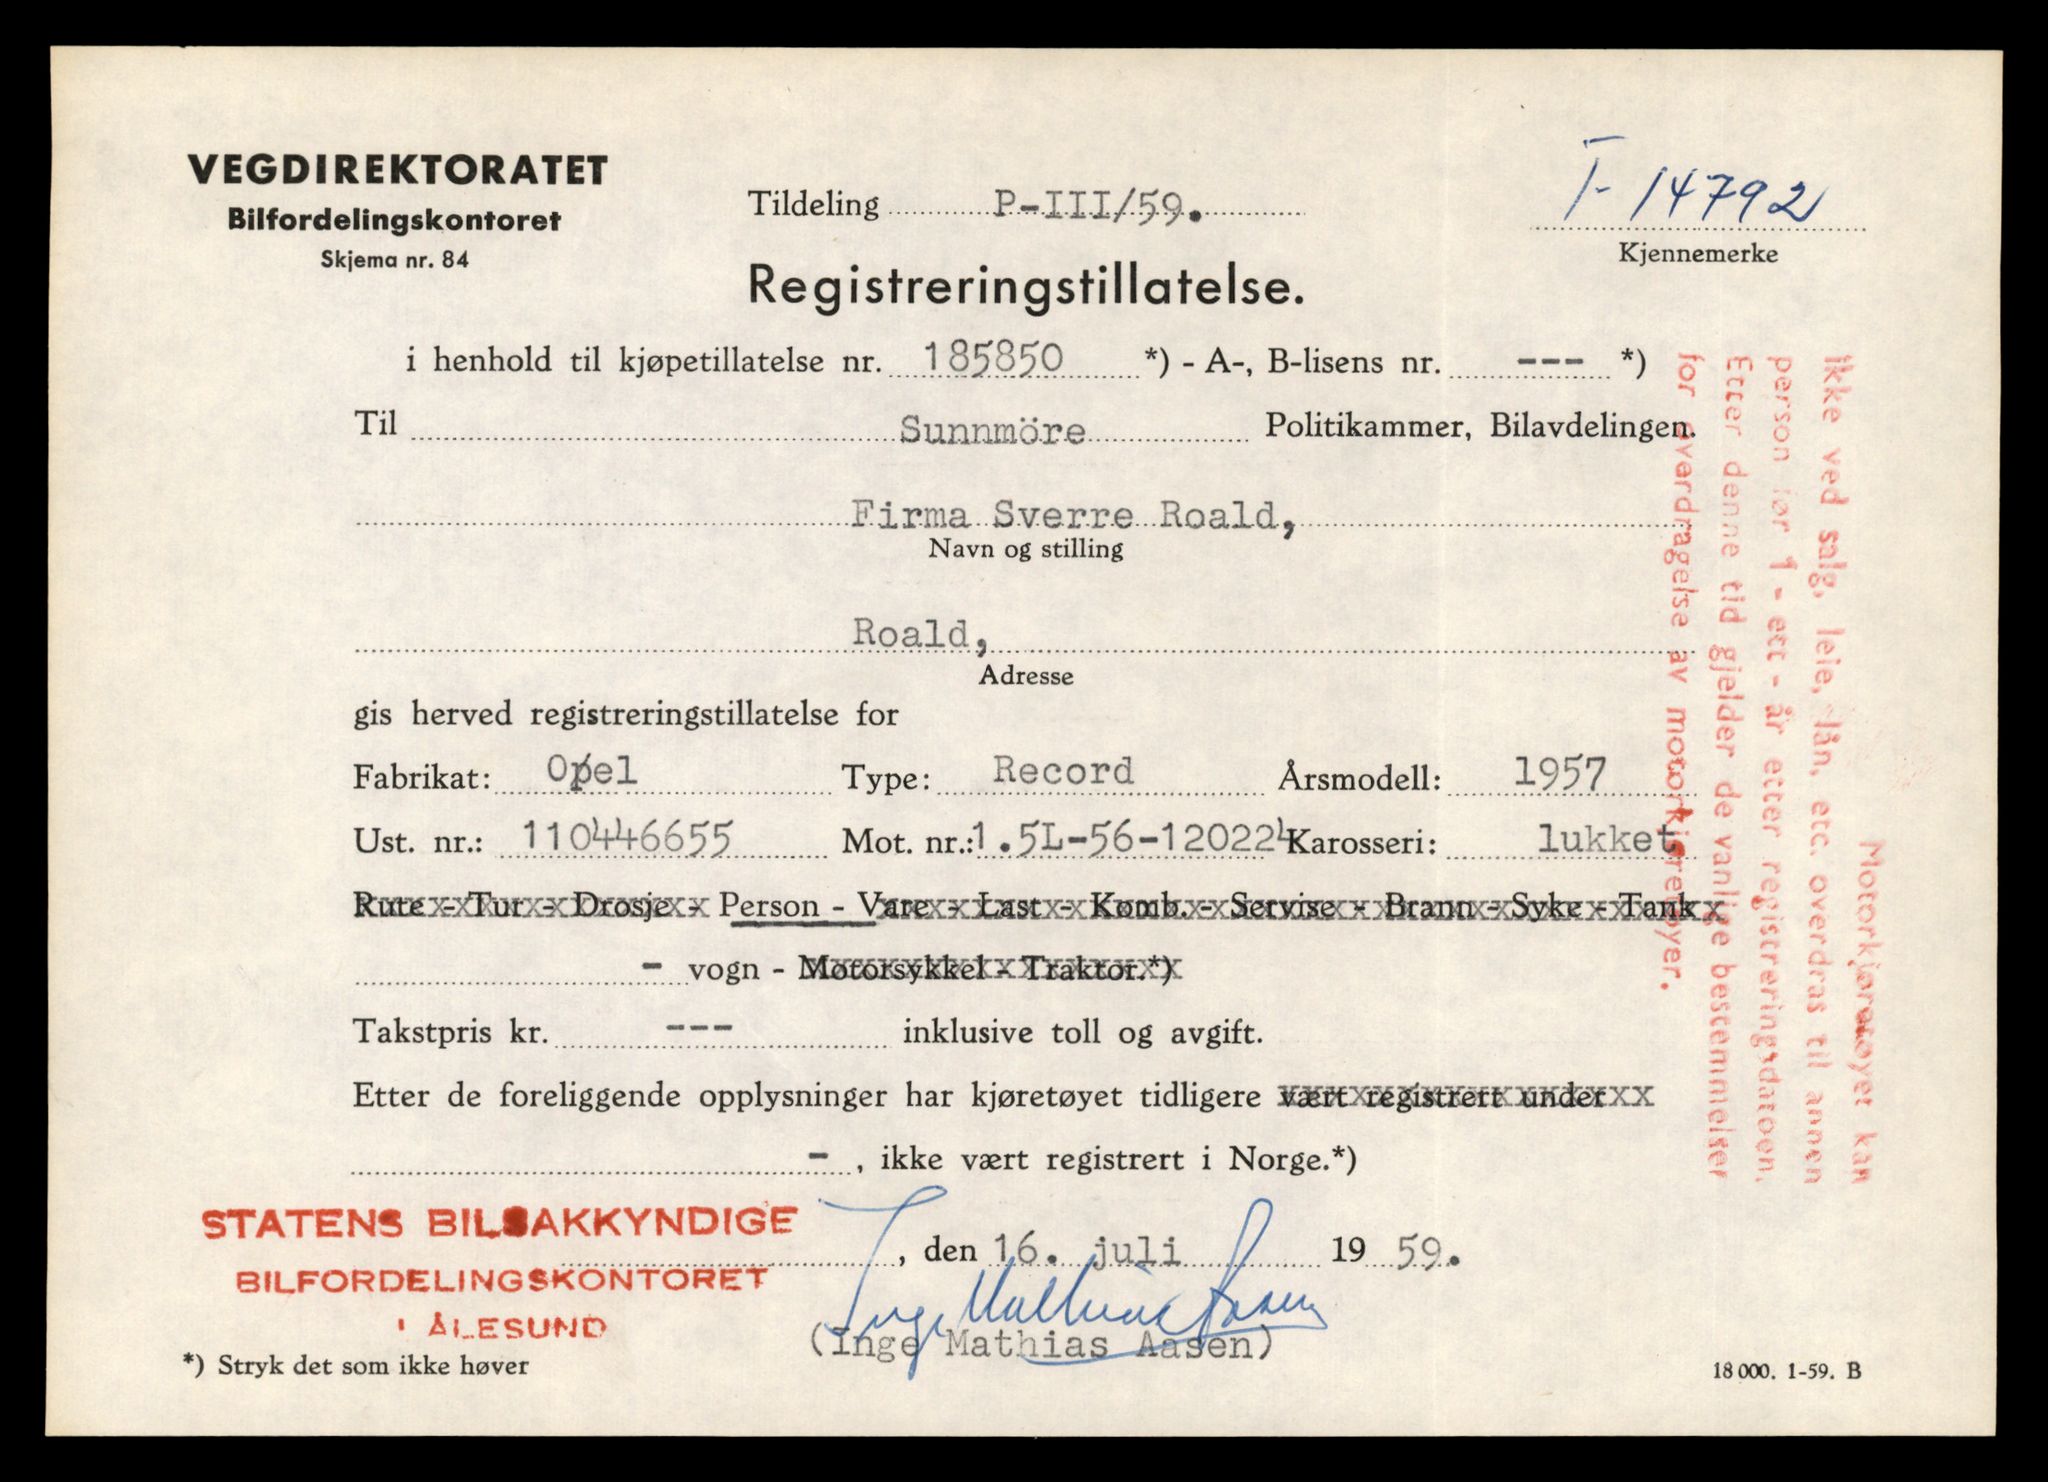 VEGDIREKTORATET
Bilfordelingskontoret
Skjema nr. 84
Tildeling P-III/59.
T- 14792
Kjennemerke
Registreringstillatelse.
i henhold til kjøpetillatelse nr. 185850 *) - A-, B-lisens nr. --- *)
Til Sunnmöre Politikammer, Bilavdelingen.
Firma Sverre Roald,
Navn og stilling
Roald,
Adresse
gis herved registreringstillatelse for
Fabrikat: Opel Type: Record Årsmodell: 1957
Ust. nr.: 110446655 Mot. nr.: 1.5L-56-120224 Karosseri: lukket
Rute - Tur - Drosje - Person - Vare - Last - Komb. - Servise - Brann - Syke - Tank
- vogn - Motorsykkel - Traktor.*)
Takstpris kr. --- inklusive toll og avgift.
Etter de foreliggende opplysninger har kjøretøyet tidligere vært registrert under
- , ikke vært registrert i Norge.*)
STATENS BILSAKKYNDIGE
BILFORDELINGSKONTORET
I ÅLESUND
, den 16. juli 1959.
Inge Mathias Aasen
(Inge Mathias Aasen)
*) Stryk det som ikke høver
18 000. 1-59. B
Motorkjøretøyet kan
ikke ved salg, leie, lån, etc. overdras til annen
person før 1 - ett - år etter registreringsdatoen.
Etter denne tid gjelder de vanlige bestemmelser
for overdragelse av motorkjøretøyer.